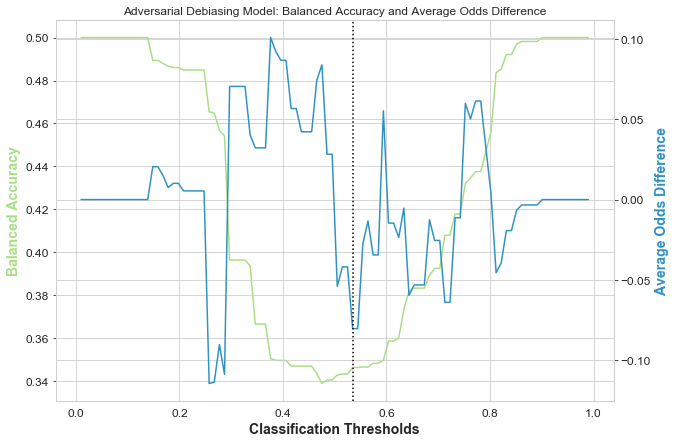 Adversarial Debiasing Model: Balanced Accuracy and Average Odds Difference
0.50
0.48
0.46
0.44
0.42
0.40
0.38
0.36
0.34
Balanced Accuracy
0.10
0.05
0.00
−0.05
−0.10
Average Odds Difference
0.0 0.2 0.4 0.6 0.8 1.0
Classification Thresholds